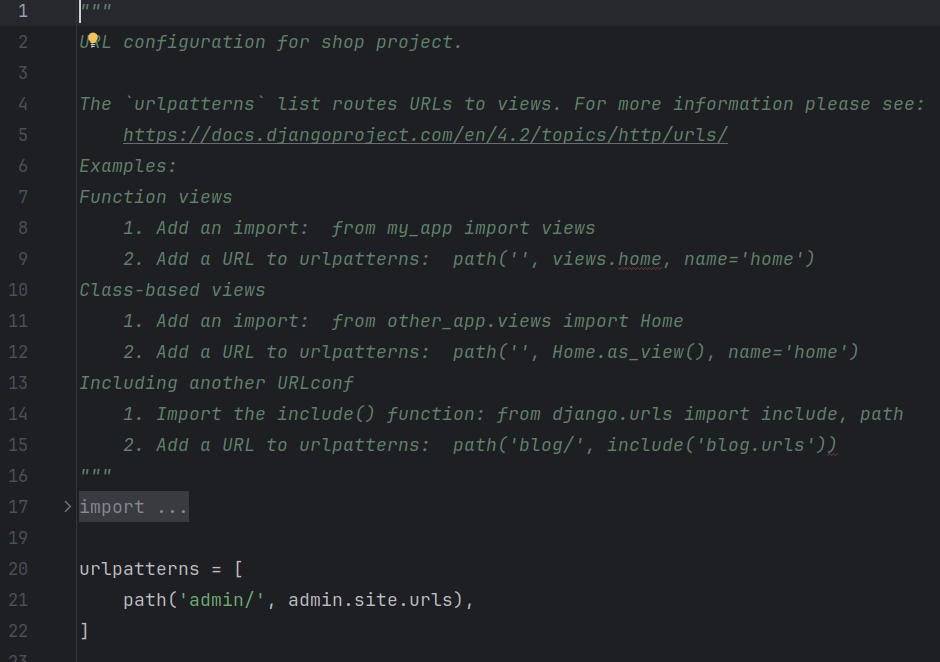 1 """
2 URL configuration for shop project.
3
4 The `urlpatterns` list routes URLs to views. For more information please see:
5 https://docs.djangoproject.com/en/4.2/topics/http/urls/
6 Examples:
7 Function views
8 1. Add an import:  from my_app import views
9 2. Add a URL to urlpatterns:  path('', views.home, name='home')
10 Class-based views
11 1. Add an import:  from other_app.views import Home
12 2. Add a URL to urlpatterns:  path('', Home.as_view(), name='home')
13 Including another URLconf
14 1. Import the include() function: from django.urls import include, path
15 2. Add a URL to urlpatterns:  path('blog/', include('blog.urls'))
16 """
17 import ...
19
20 urlpatterns = [
21 path('admin/', admin.site.urls),
22 ]
23